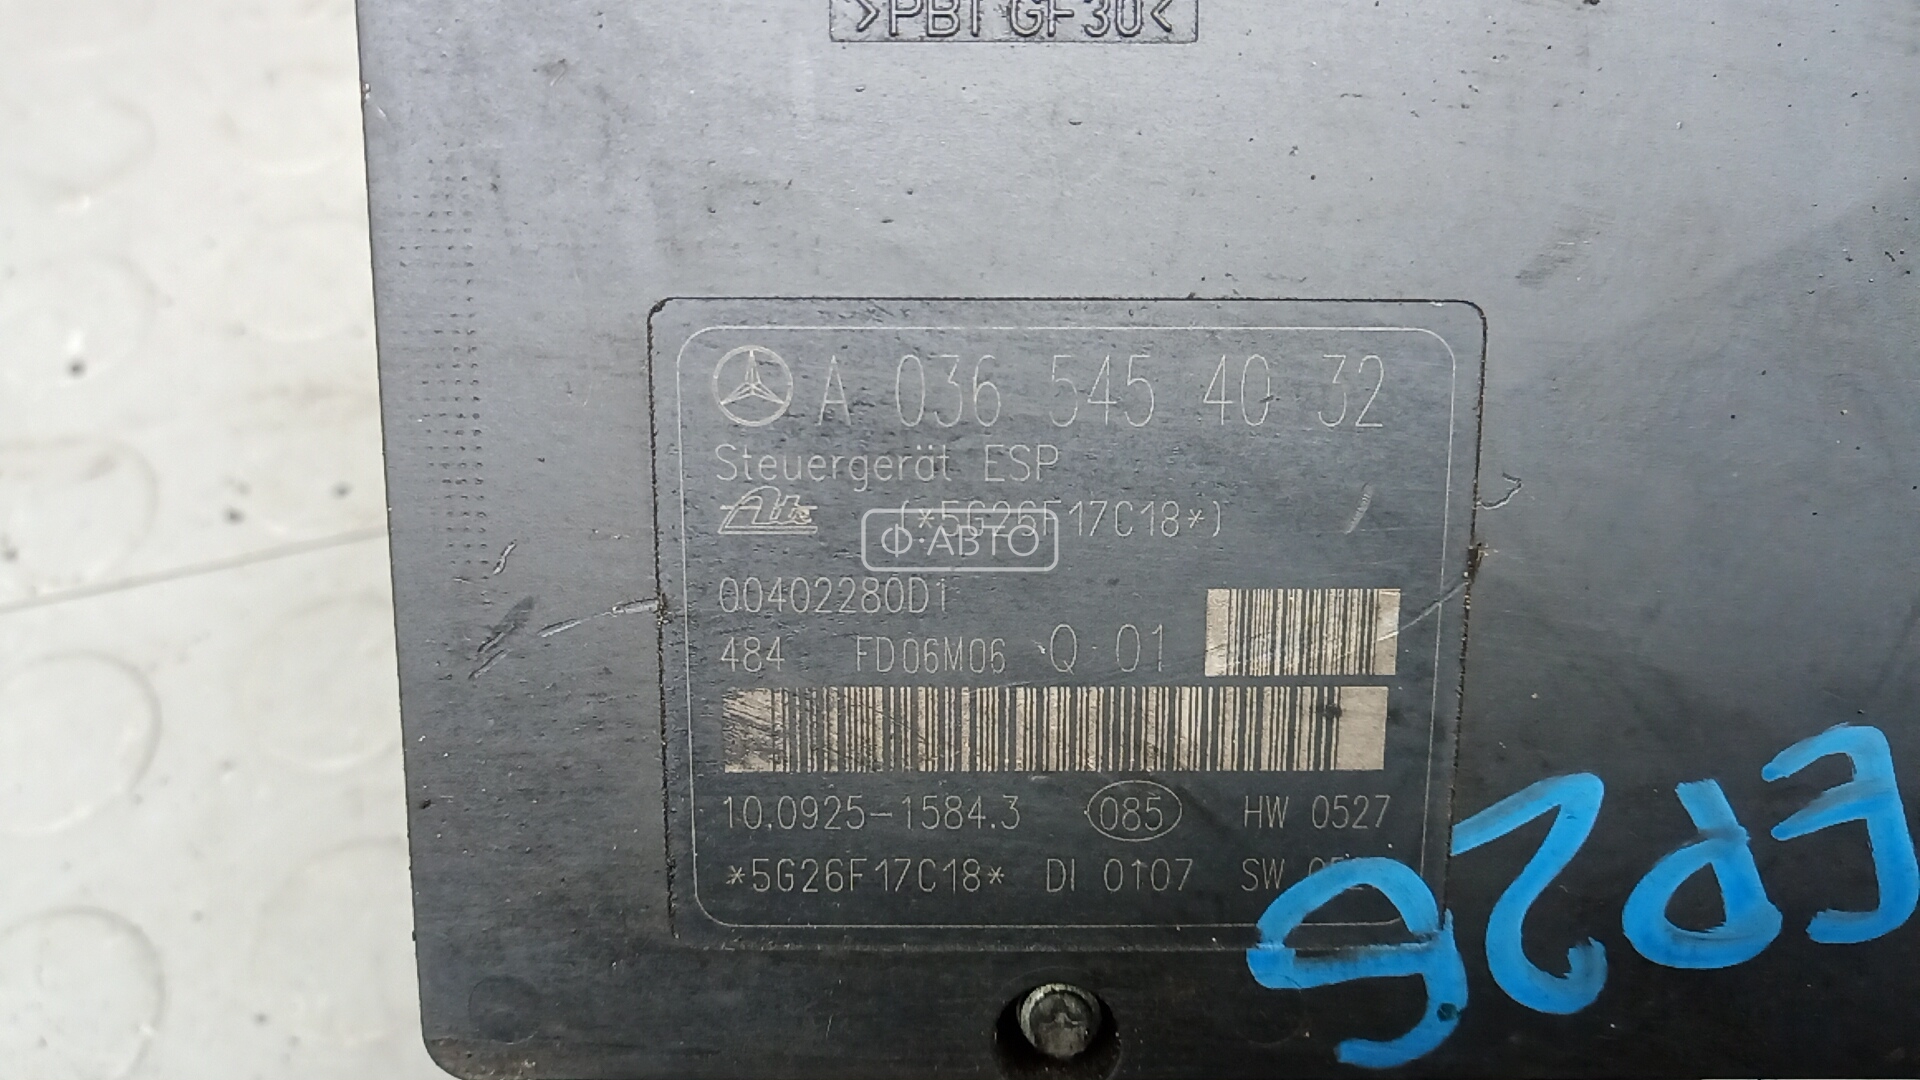 >PBT GF30<
A 036 545 40 32
Steuergerät ESP
Ate (*5G26F17C18*)
Ф.АВТО
00402280D1
484 FD06M06 Q 01
10.0925-1584.3 085 HW 0527
*5G26F17C18* DI 0107 SW